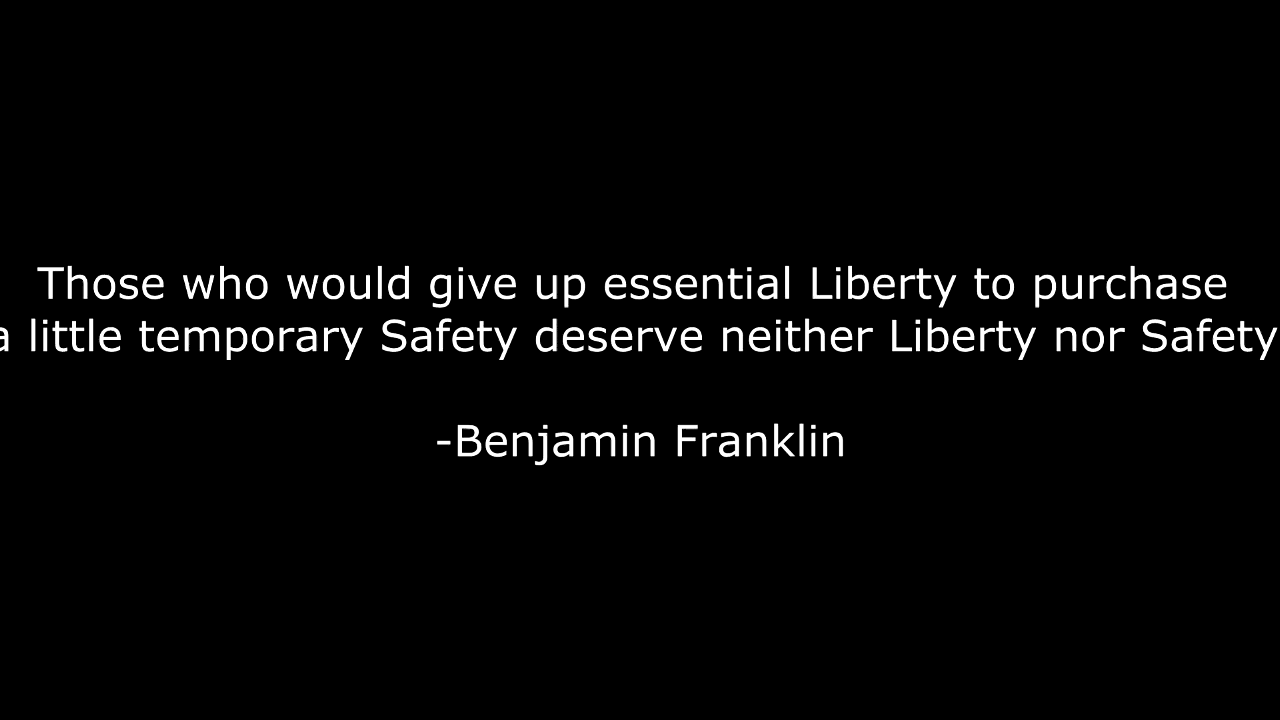 Those who would give up essential Liberty to purchase
a little temporary Safety deserve neither Liberty nor Safety
-Benjamin Franklin